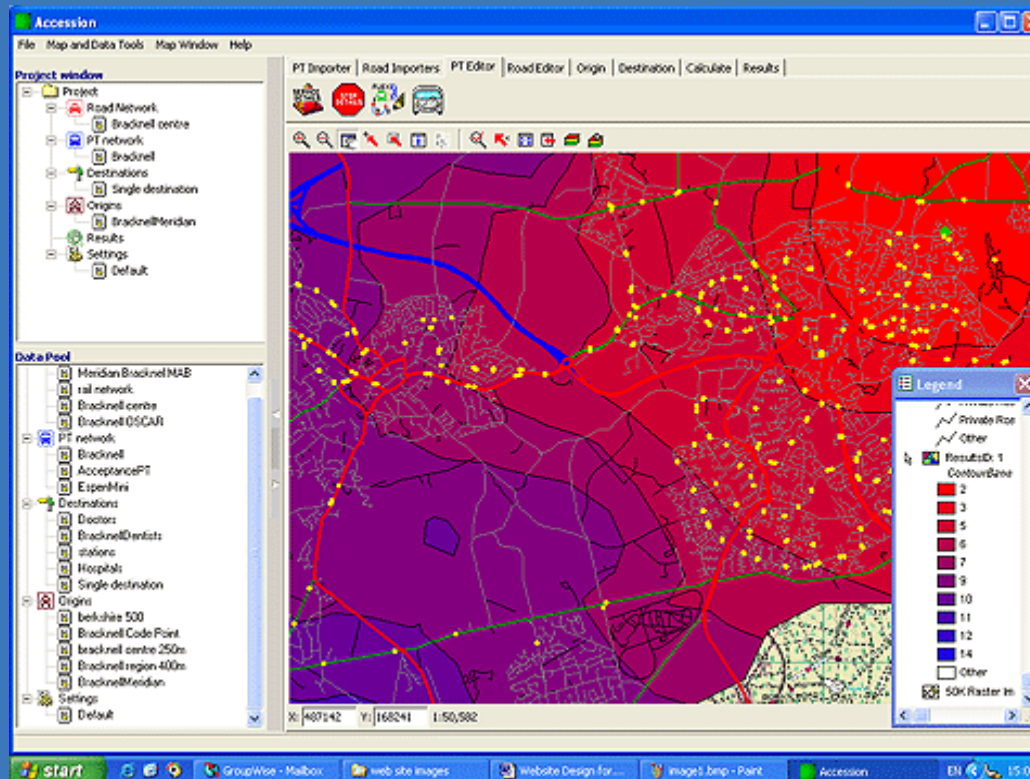 Accession
File Map and Data Tools Map Window Help
Project window
Project
Road Network
Bracknell centre
PT network
Bracknell
Destinations
Single destination
Origins
BracknellMeridian
Results
Settings
Default
Data Pool
Meridian Bracknell MAB
rail network
Bracknell centre
Bracknell OSCAR
PT network
Bracknell
AcceptancePT
EspenMini
Destinations
Doctors
BracknellDentists
stations
Hospitals
Single destination
Origins
berkshire 500
Bracknell Code Point
bracknell centre 250m
Bracknell region 400m
BracknellMeridian
Settings
Default
PT Importer Road Importers PT Editor Road Editor Origin Destination Calculate Results
STOP DETAILS
Legend
Private Roa
Other
ResultsID: 1
ContourBase
2
3
5
6
7
9
10
11
12
14
Other
50K Raster Im
X: 487142 Y: 168241 1:50,582
start GroupWise - Mailbox web site images Website Design for.... image1.bmp - Paint Accession EN